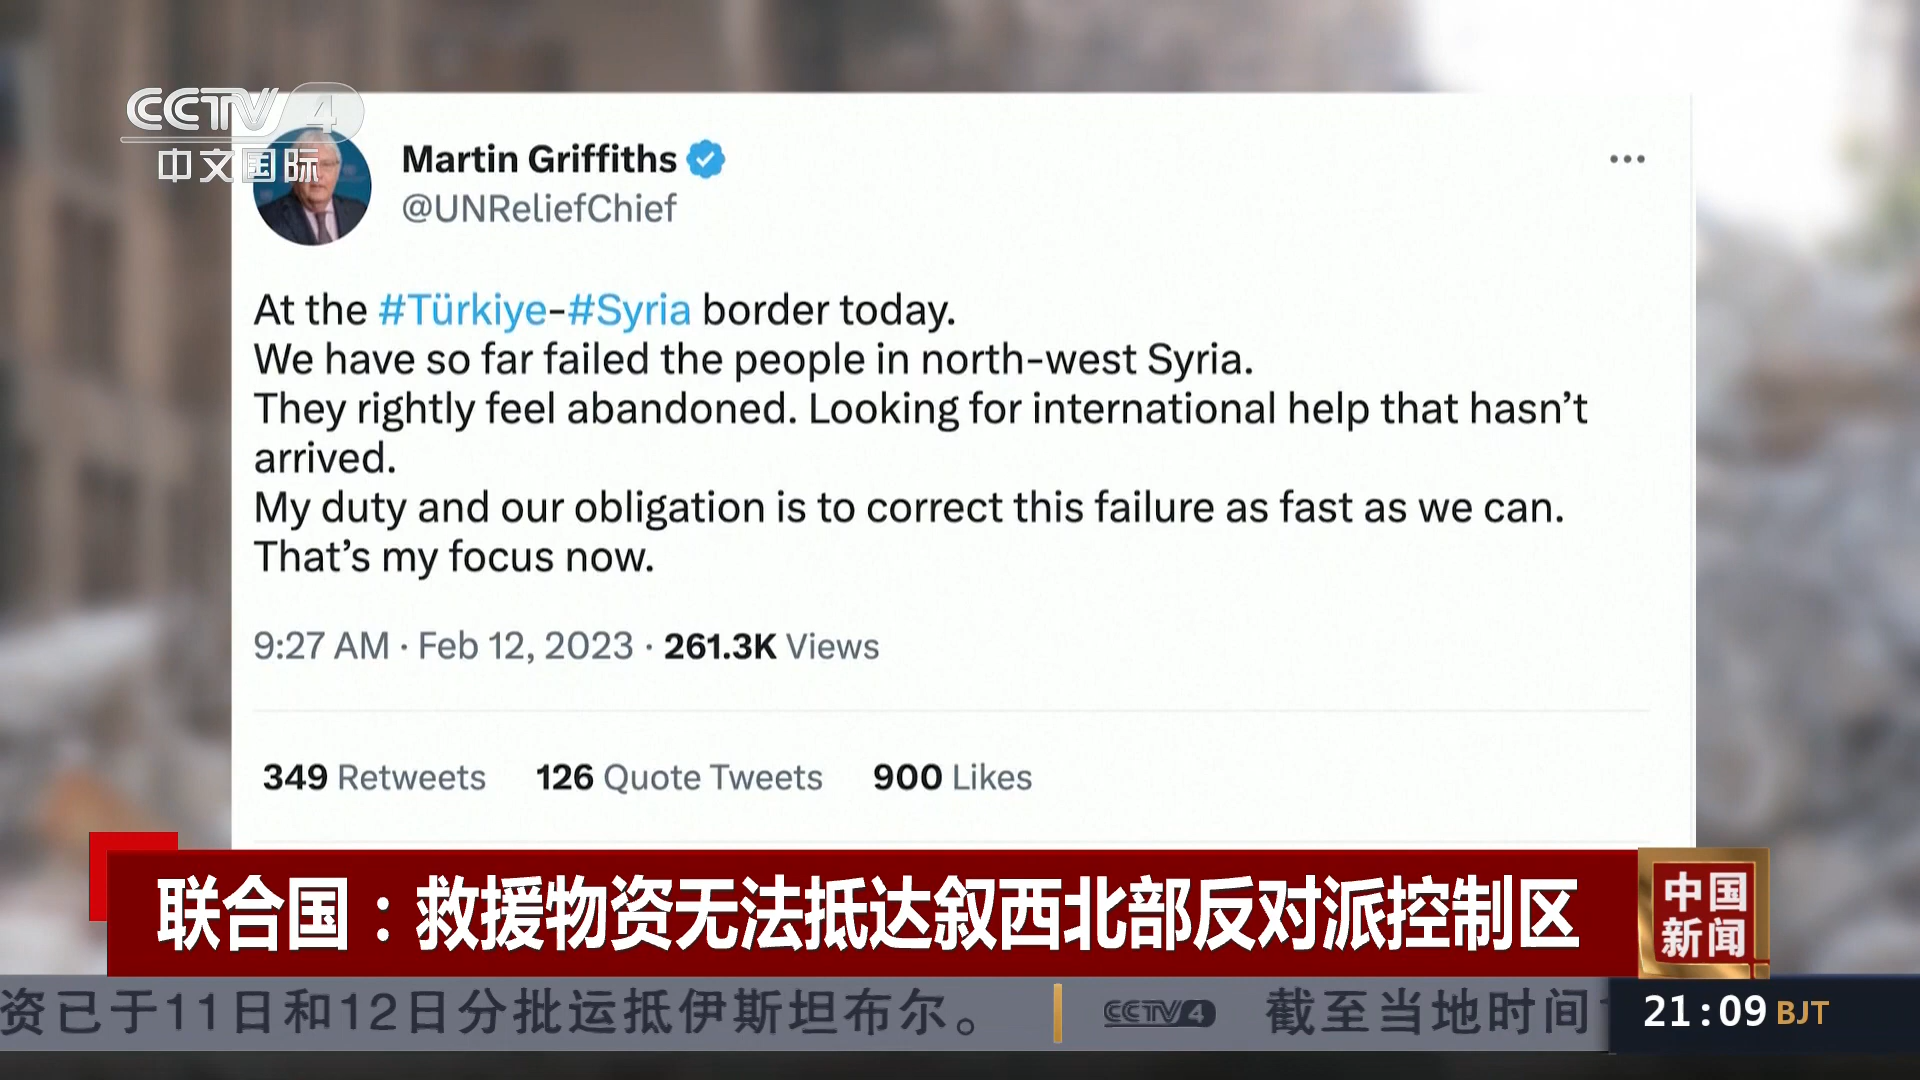 CCTV 4
中文国际
Martin Griffiths
@UNReliefChief
At the #Türkiye-#Syria border today.
We have so far failed the people in north-west Syria.
They rightly feel abandoned. Looking for international help that hasn’t
arrived.
My duty and our obligation is to correct this failure as fast as we can.
That’s my focus now.
9:27 AM · Feb 12, 2023 · 261.3K Views
349 Retweets 126 Quote Tweets 900 Likes
联合国：救援物资无法抵达叙西北部反对派控制区
中国
新闻
资已于11日和12日分批运抵伊斯坦布尔。 CCTV 4 截至当地时间
21:09 BJT